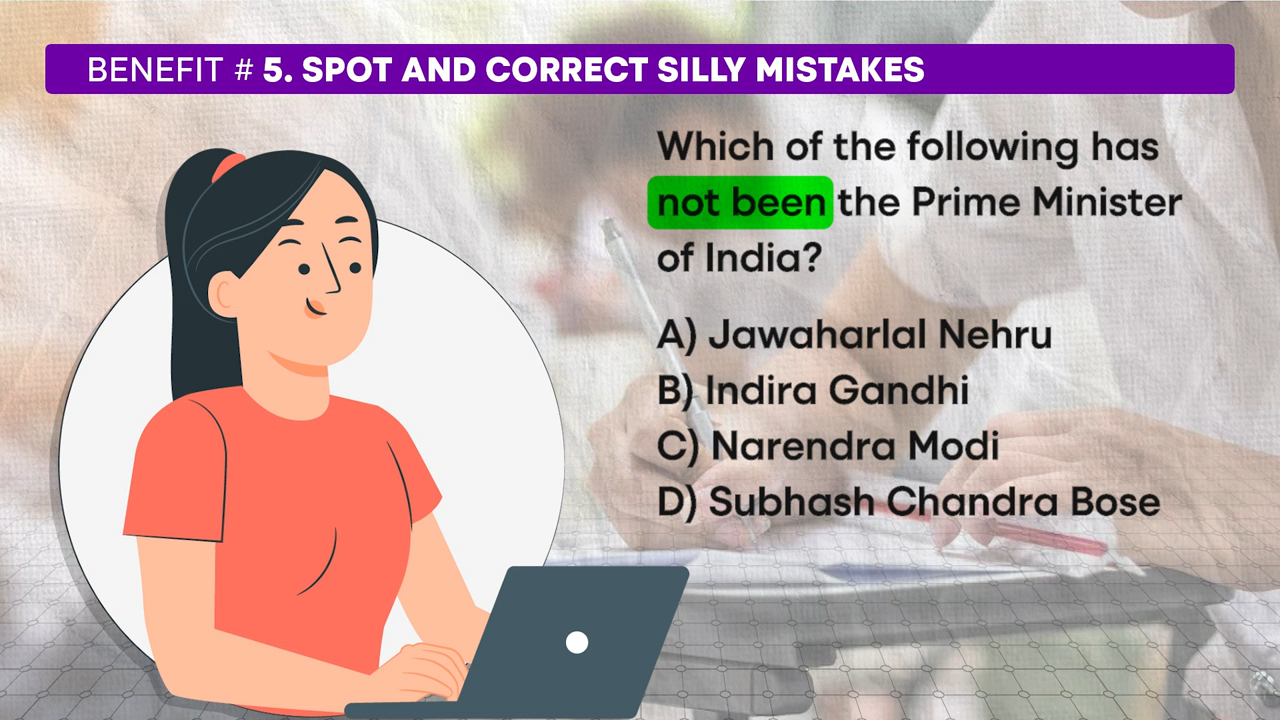 BENEFIT # 5. SPOT AND CORRECT SILLY MISTAKES
Which of the following has
not been the Prime Minister
of India?
A) Jawaharlal Nehru
B) Indira Gandhi
C) Narendra Modi
D) Subhash Chandra Bose